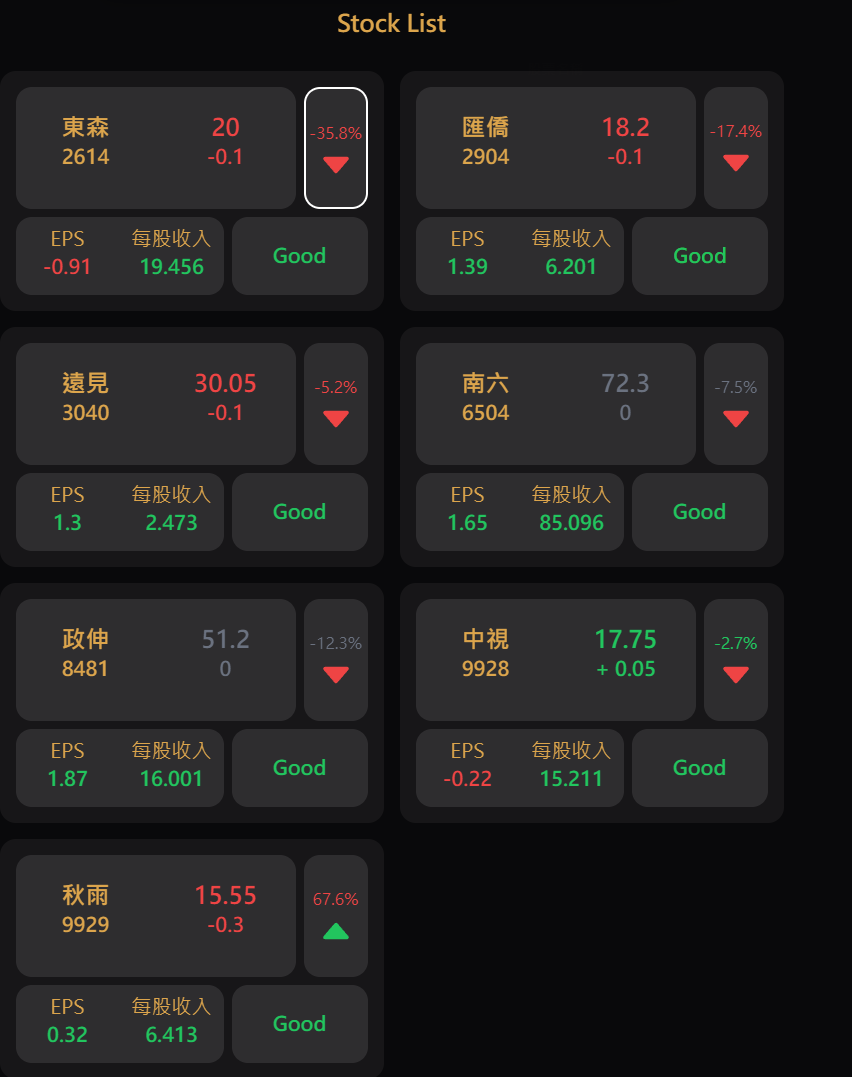 Stock List
東森
2614
20
-0.1
-35.8%
EPS
-0.91
每股收入
19.456
Good
匯僑
2904
18.2
-0.1
-17.4%
EPS
1.39
每股收入
6.201
Good
遠見
3040
30.05
-0.1
-5.2%
EPS
1.3
每股收入
2.473
Good
南六
6504
72.3
0
-7.5%
EPS
1.65
每股收入
85.096
Good
政伸
8481
51.2
0
-12.3%
EPS
1.87
每股收入
16.001
Good
中視
9928
17.75
+ 0.05
-2.7%
EPS
-0.22
每股收入
15.211
Good
秋雨
9929
15.55
-0.3
67.6%
EPS
0.32
每股收入
6.413
Good